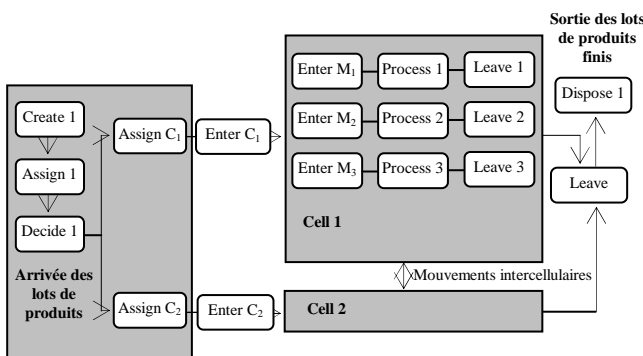 Sortie des lots
de produits
finis
Enter M₁
Process 1
Leave 1
Dispose 1
Create 1
Assign C₁
Enter C₁
Enter M₂
Process 2
Leave 2
Assign 1
Enter M₃
Process 3
Leave 3
Leave
Decide 1
Cell 1
Arrivée des
lots de
produits
Mouvements intercellulaires
Assign C₂
Enter C₂
Cell 2